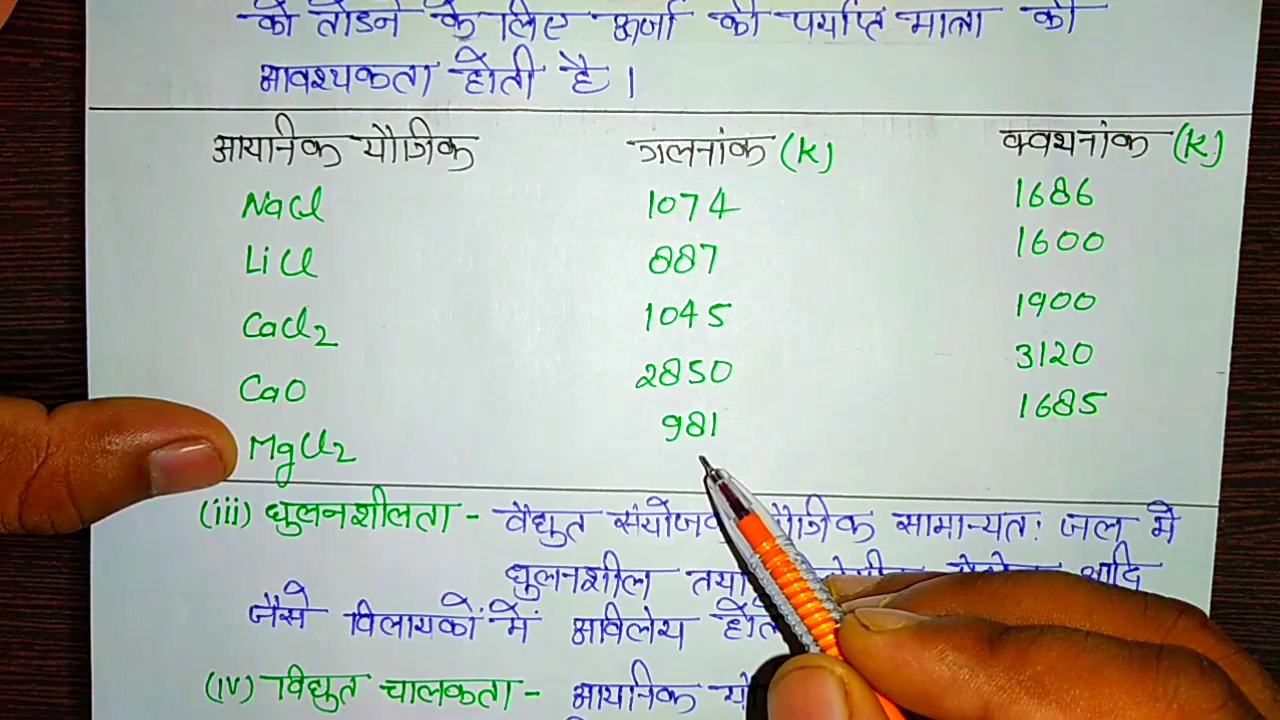 को तोडने के लिए ऊर्जा की पर्याप्त मात्रा की
आवश्यकता होती है ।
आयनिक यौगिक गलनांक (K) क्वथनांक (K)
NaCl 1074 1686
LiCl 887 1600
CaCl2 1045 1900
CaO 2850 3120
MgCl2 981 1685
(iii) घुलनशीलता - वैद्युत संयोजक यौगिक सामान्यत: जल मे
घुलनशील तथा आदि
जैसे विलायकों में अविलेय
(iv) विद्युत चालकता - आयनिक